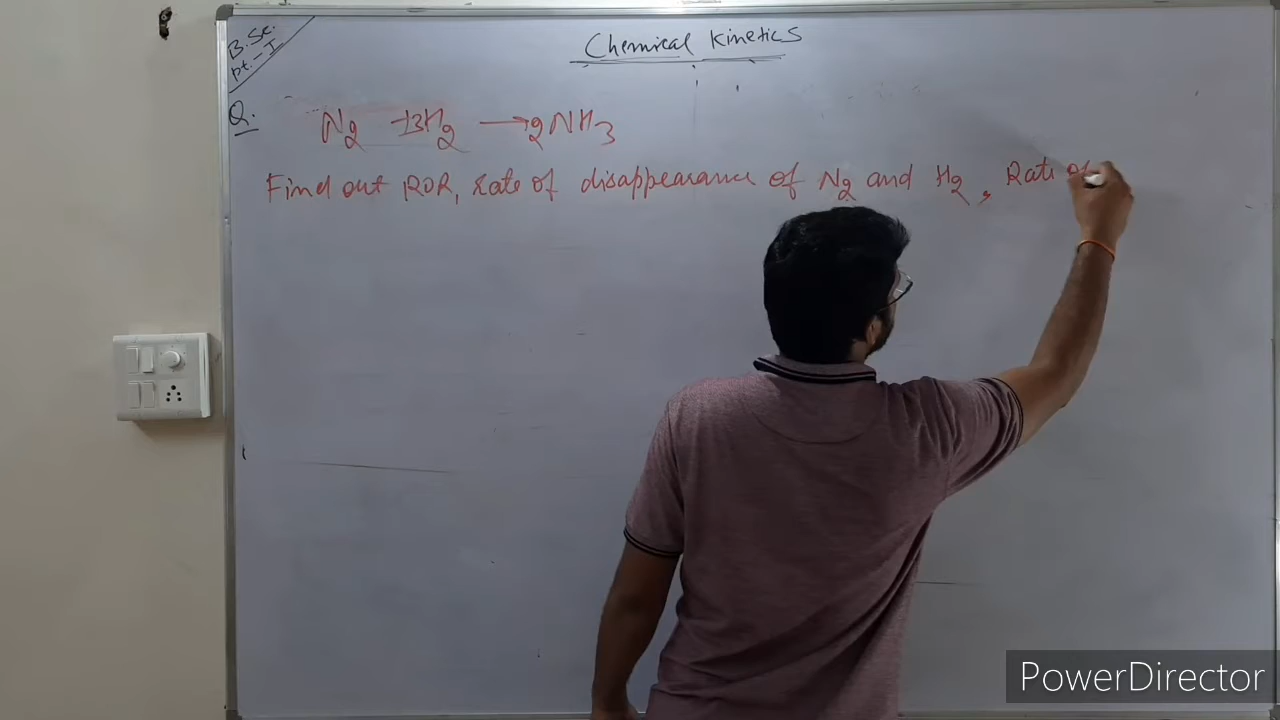 B.Sc.
pt.-I
Chemical Kinetics
Q. N2 +3H2 → 2NH3
Find out ROR, rate of disappearance of N2 and H2, Rate of
PowerDirector